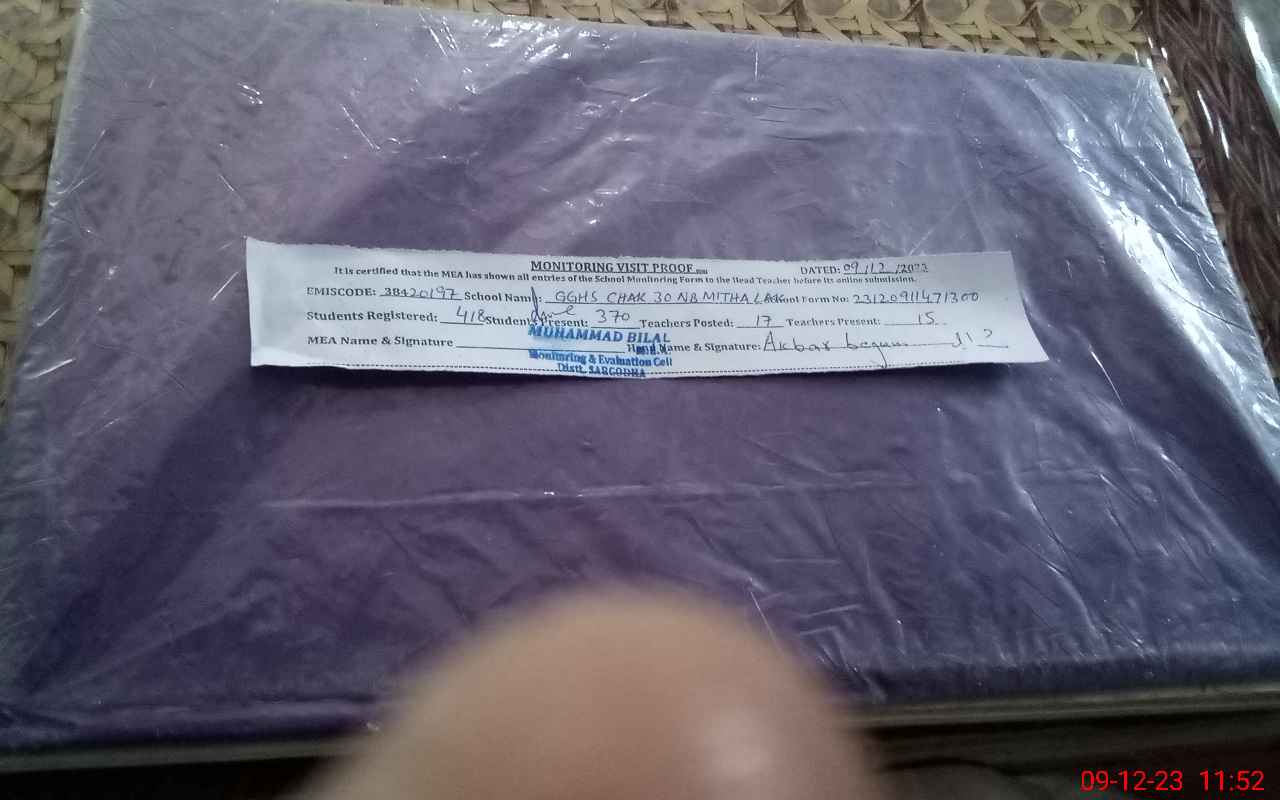 MONITORING VISIT PROOF DATED: 09/12/2023
It is certified that the MEA has shown all entries of the School Monitoring Form to the Head Teacher before its online submission.
EMISCODE: 38420197 School Name: GGHS CHAK 30 NB MITHA LAK School Form No: 23120911471300
Students Registered: 418 Students Present: 370 Teachers Posted: 17 Teachers Present: 15
MEA Name & Signature Head Name & Signature: Akbar begum
MUHAMMAD BILAL
Monitoring & Evaluation Cell
Distt. SARGODHA
09-12-23 11:52